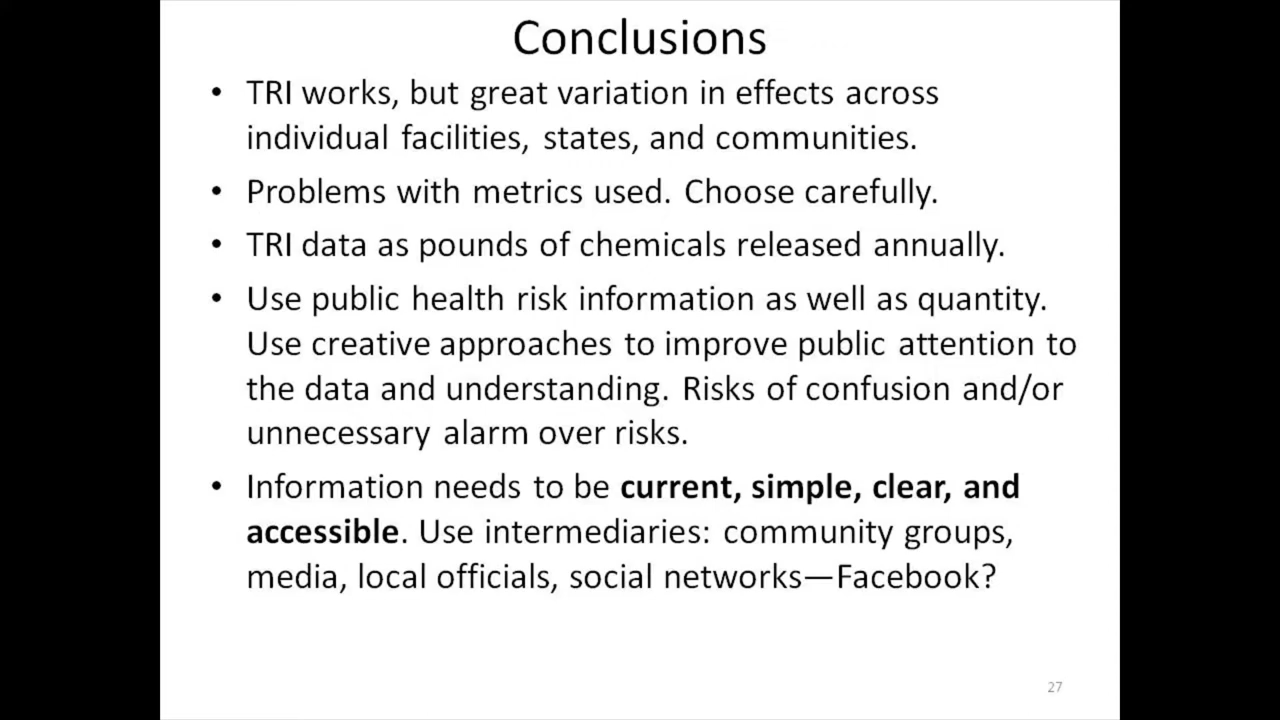 Conclusions
• TRI works, but great variation in effects across
individual facilities, states, and communities.
• Problems with metrics used. Choose carefully.
• TRI data as pounds of chemicals released annually.
• Use public health risk information as well as quantity.
Use creative approaches to improve public attention to
the data and understanding. Risks of confusion and/or
unnecessary alarm over risks.
• Information needs to be current, simple, clear, and
accessible. Use intermediaries: community groups,
media, local officials, social networks—Facebook?
27